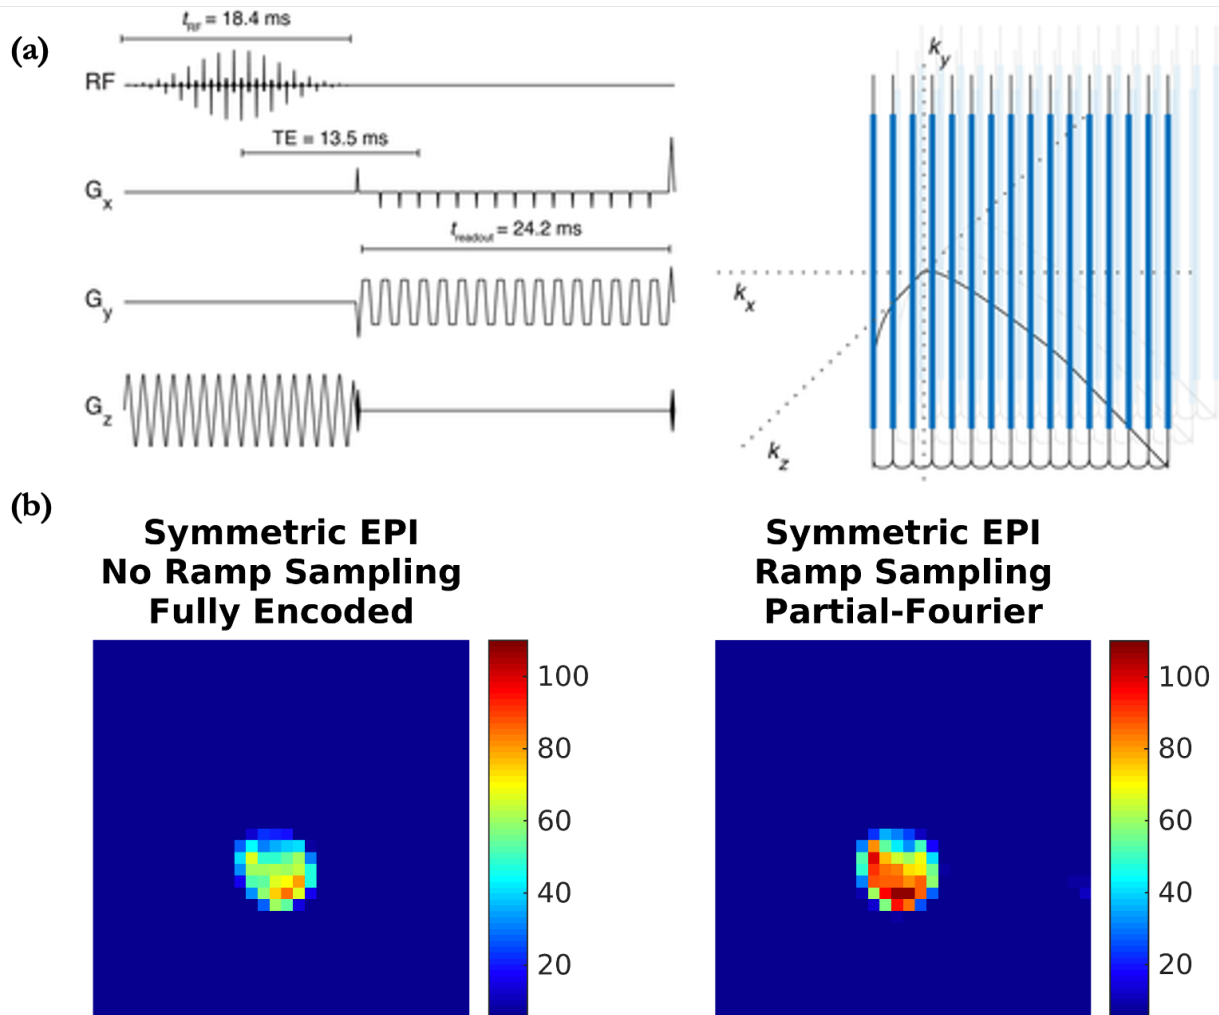 (a)
t_RF = 18.4 ms
RF
TE = 13.5 ms
G_x
t_readout = 24.2 ms
G_y
G_z
k_y
k_x
k_z
(b)
Symmetric EPI
No Ramp Sampling
Fully Encoded
100
80
60
40
20
Symmetric EPI
Ramp Sampling
Partial-Fourier
100
80
60
40
20